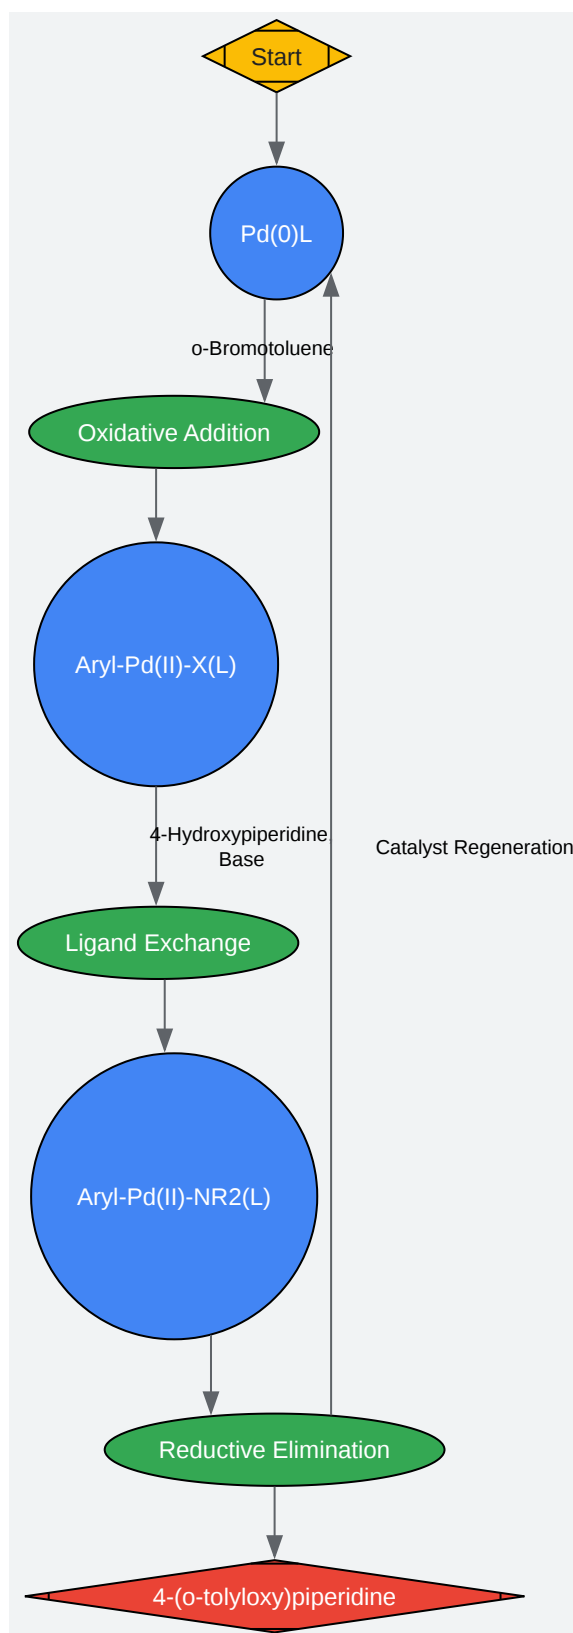 Start
Pd(0)L
o-Bromotoluene
Oxidative Addition
Aryl-Pd(II)-X(L)
4-Hydroxypiperidine,
Base
Catalyst Regeneration
Ligand Exchange
Aryl-Pd(II)-NR2(L)
Reductive Elimination
4-(o-tolyloxy)piperidine